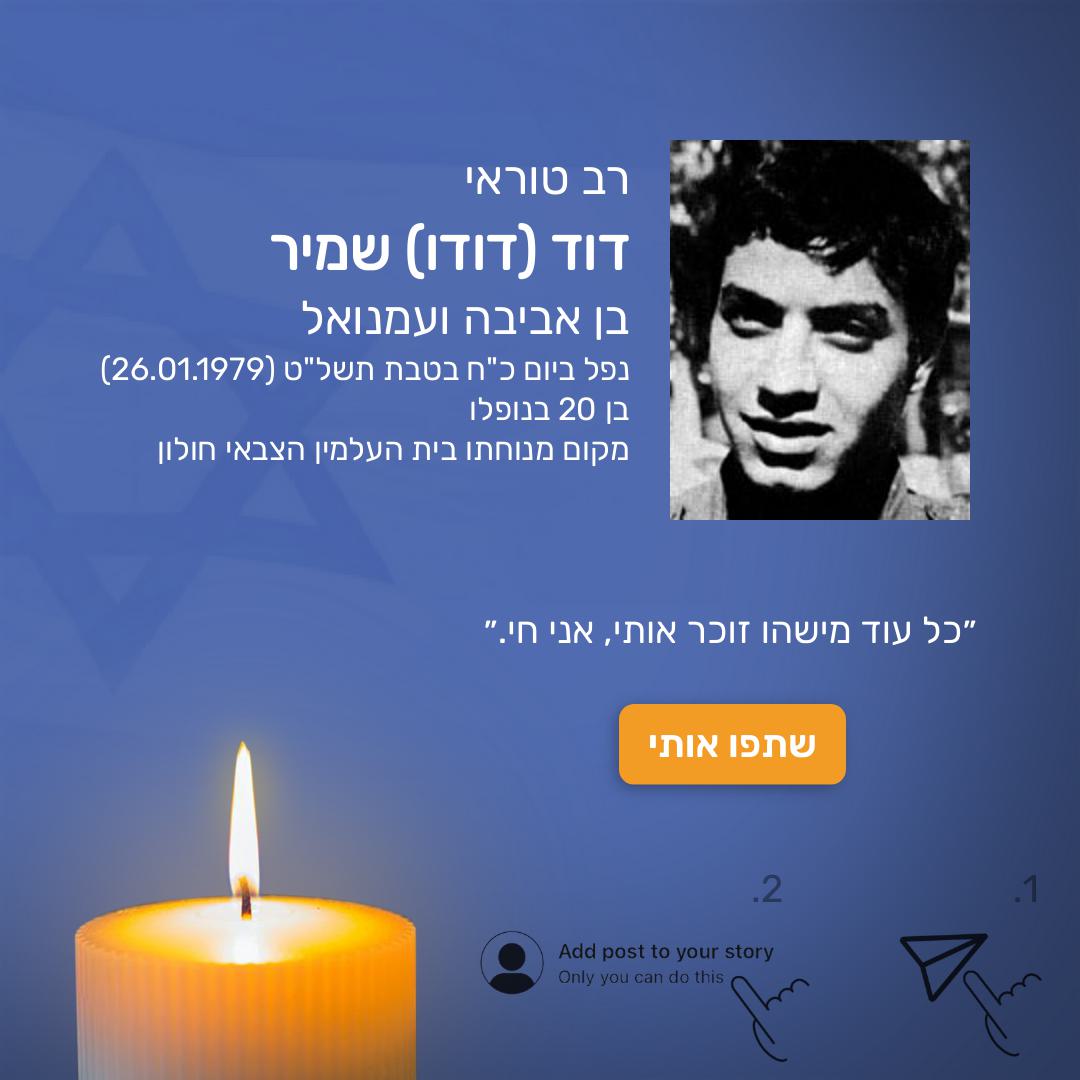 רב טוראי
דוד (דודו) שמיר
בן אביבה ועמנואל
נפל ביום כ"ח בטבת תשל"ט (26.01.1979)
בן 20 בנופלו
מקום מנוחתו בית העלמין הצבאי חולון
״כל עוד מישהו זוכר אותי, אני חי.״
שתפו אותי
1.
2.
Add post to your story
Only you can do this